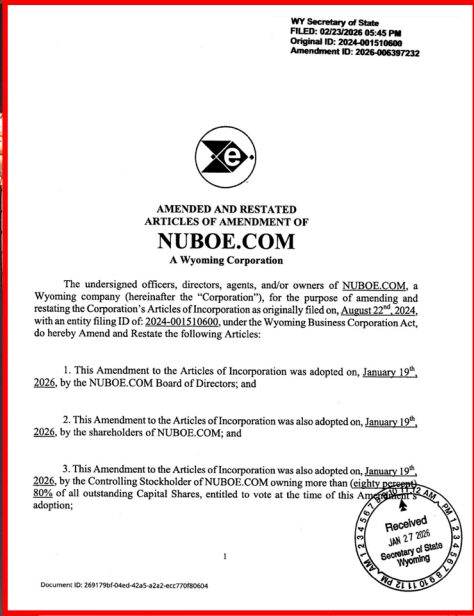 WY Secretary of State
FILED: 02/23/2026 05:45 PM
Original ID: 2024-001510600
Amendment ID: 2026-006397232
e
AMENDED AND RESTATED
ARTICLES OF AMENDMENT OF
NUBOE.COM
A Wyoming Corporation
The undersigned officers, directors, agents, and/or owners of NUBOE.COM, a
Wyoming company (hereinafter the “Corporation”), for the purpose of amending and
restating the Corporation’s Articles of Incorporation as originally filed on, August 22nd, 2024,
with an entity filing ID of: 2024-001510600, under the Wyoming Business Corporation Act,
do hereby Amend and Restate the following Articles:
1. This Amendment to the Articles of Incorporation was adopted on, January 19th,
2026, by the NUBOE.COM Board of Directors; and
2. This Amendment to the Articles of Incorporation was also adopted on, January 19th,
2026, by the shareholders of NUBOE.COM; and
3. This Amendment to the Articles of Incorporation was also adopted on, January 19th,
2026, by the Controlling Stockholder of NUBOE.COM owning more than (eighty percent)
80% of all outstanding Capital Shares, entitled to vote at the time of this Amendment’s
adoption;
Received
JAN 27 2026
Secretary of State
Wyoming
1
Document ID: 269179bf-04ed-42a5-a2a2-ecc770f80604